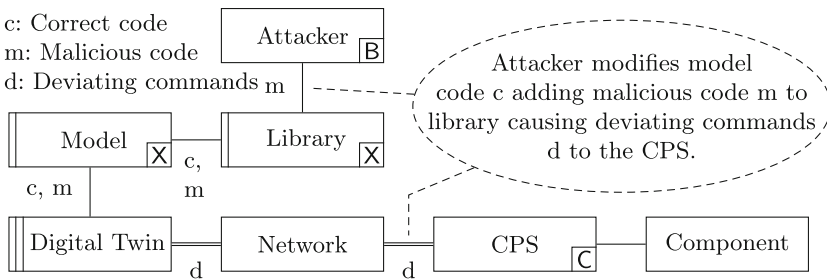 c: Correct code
m: Malicious code
d: Deviating commands
Attacker
B
m
Attacker modifies model
code c adding malicious code m to
library causing deviating commands
d to the CPS.
Model
X
c,
m
Library
X
c, m
Digital Twin
d
Network
d
CPS
C
Component